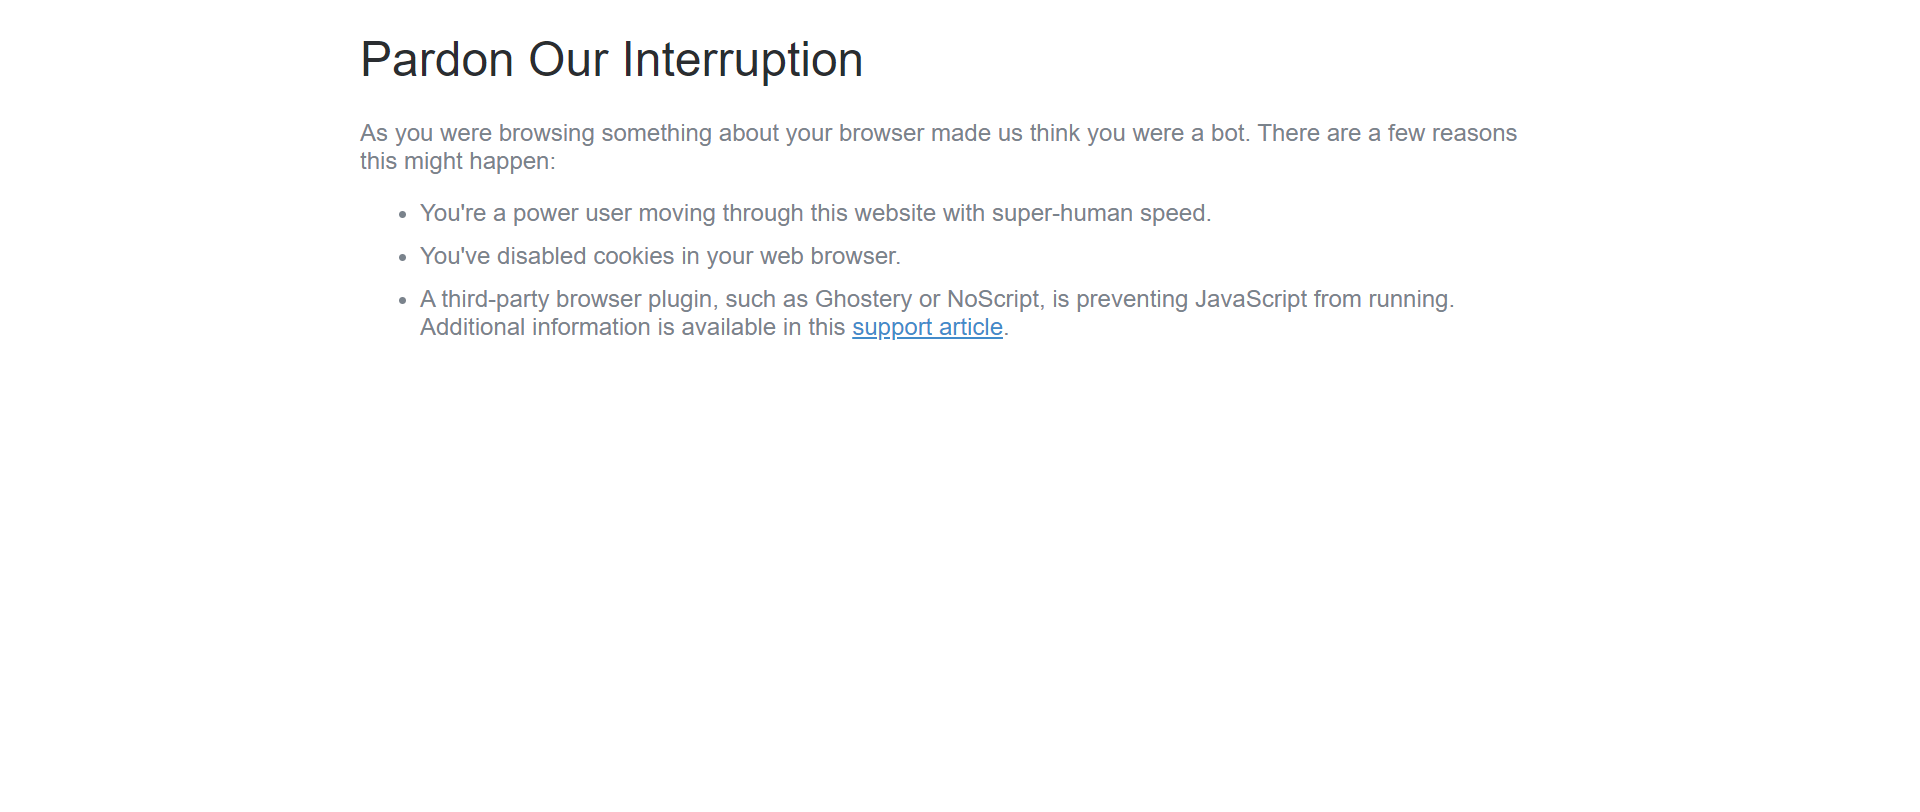 Pardon Our Interruption
As you were browsing something about your browser made us think you were a bot. There are a few reasons
this might happen:
You're a power user moving through this website with super-human speed.
You've disabled cookies in your web browser.
A third-party browser plugin, such as Ghostery or NoScript, is preventing JavaScript from running.
Additional information is available in this support article.